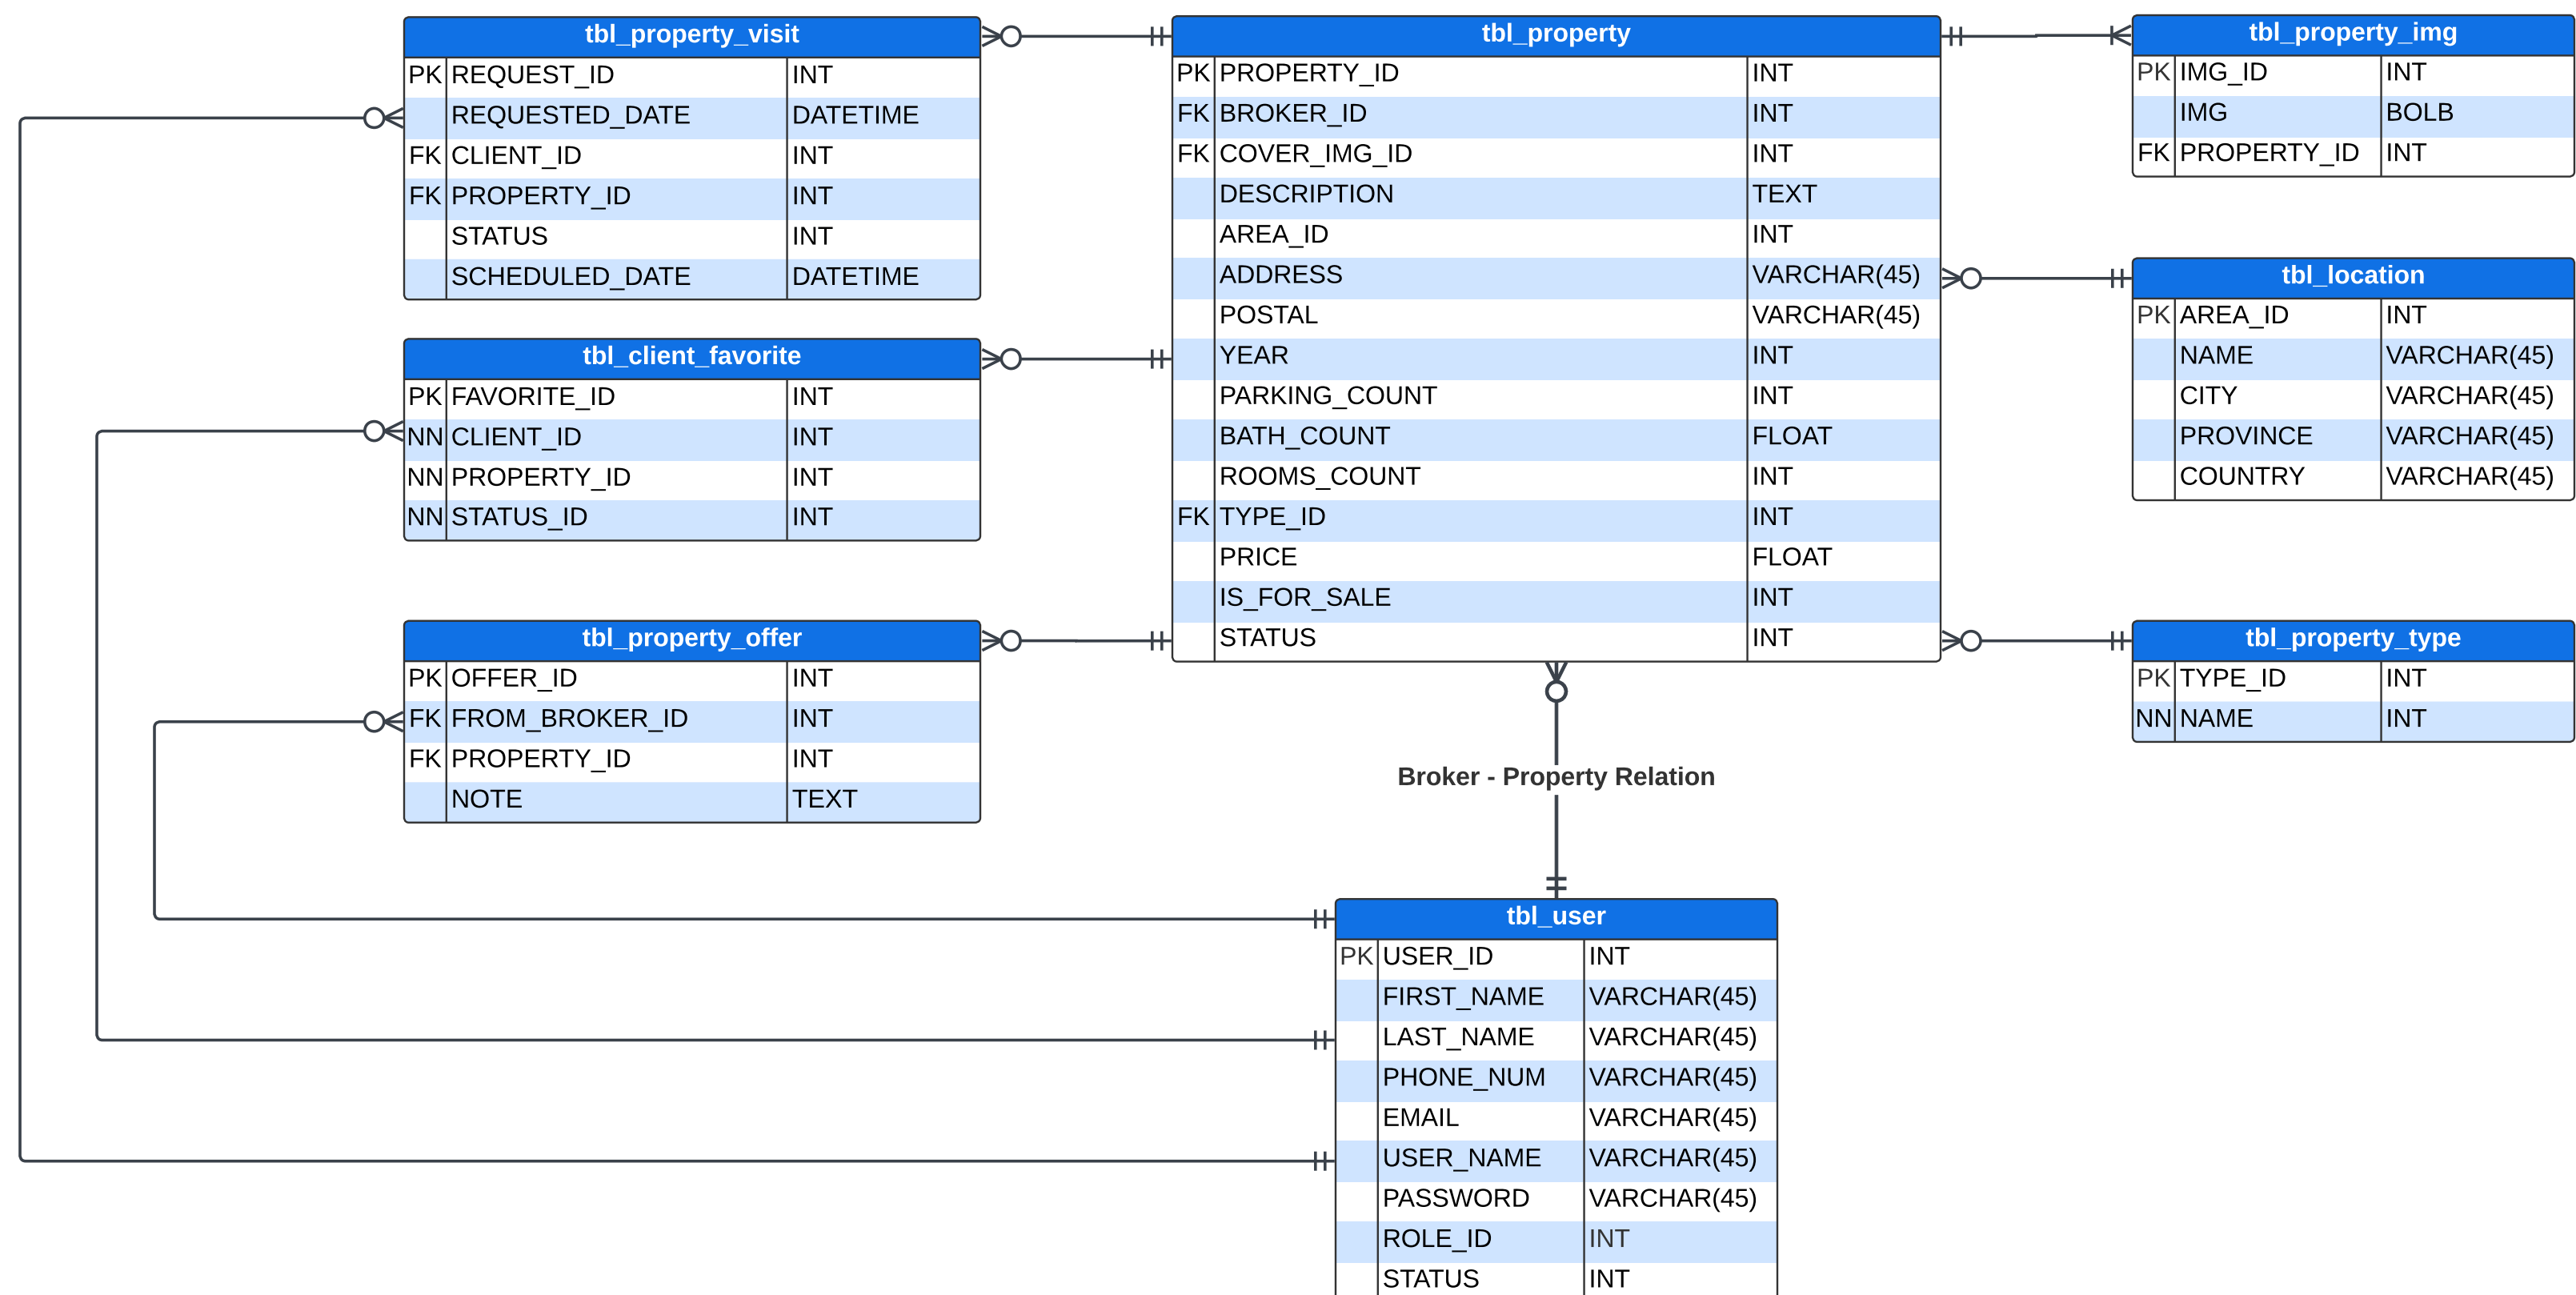 tbl_property_visit
PK REQUEST_ID INT
REQUESTED_DATE DATETIME
FK CLIENT_ID INT
FK PROPERTY_ID INT
STATUS INT
SCHEDULED_DATE DATETIME
tbl_client_favorite
PK FAVORITE_ID INT
NN CLIENT_ID INT
NN PROPERTY_ID INT
NN STATUS_ID INT
tbl_property_offer
PK OFFER_ID INT
FK FROM_BROKER_ID INT
FK PROPERTY_ID INT
NOTE TEXT
tbl_property
PK PROPERTY_ID INT
FK BROKER_ID INT
FK COVER_IMG_ID INT
DESCRIPTION TEXT
AREA_ID INT
ADDRESS VARCHAR(45)
POSTAL VARCHAR(45)
YEAR INT
PARKING_COUNT INT
BATH_COUNT FLOAT
ROOMS_COUNT INT
FK TYPE_ID INT
PRICE FLOAT
IS_FOR_SALE INT
STATUS INT
tbl_property_img
PK IMG_ID INT
IMG BOLB
FK PROPERTY_ID INT
tbl_location
PK AREA_ID INT
NAME VARCHAR(45)
CITY VARCHAR(45)
PROVINCE VARCHAR(45)
COUNTRY VARCHAR(45)
tbl_property_type
PK TYPE_ID INT
NN NAME INT
Broker - Property Relation
tbl_user
PK USER_ID INT
FIRST_NAME VARCHAR(45)
LAST_NAME VARCHAR(45)
PHONE_NUM VARCHAR(45)
EMAIL VARCHAR(45)
USER_NAME VARCHAR(45)
PASSWORD VARCHAR(45)
ROLE_ID INT
STATUS INT